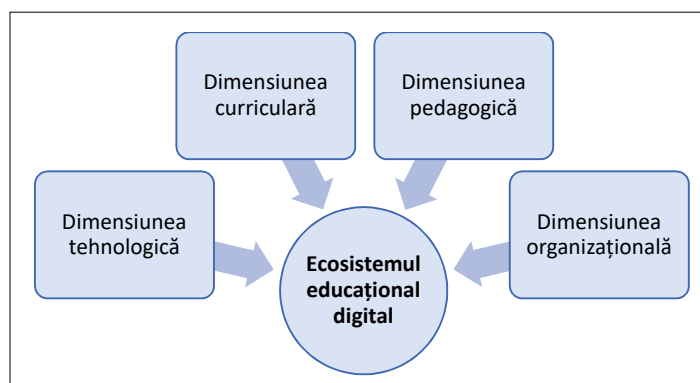 Dimensiunea
curriculară
Dimensiunea
pedagogică
Dimensiunea
tehnologică
Dimensiunea
organizațională
Ecosistemul
educațional
digital